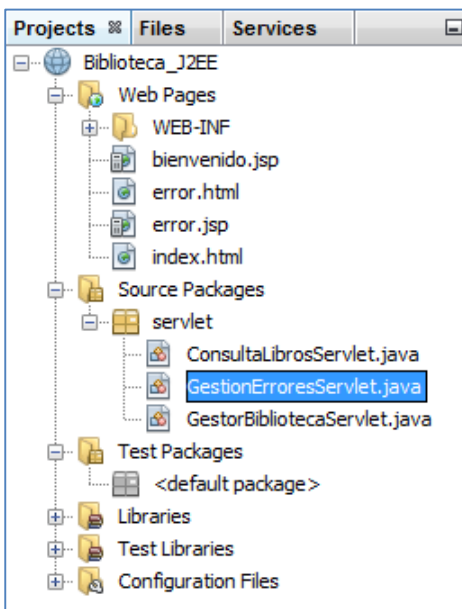 Projects Files Services
Biblioteca_J2EE
Web Pages
WEB-INF
bienvenido.jsp
error.html
error.jsp
index.html
Source Packages
servlet
ConsultaLibrosServlet.java
GestionErroresServlet.java
GestorBibliotecaServlet.java
Test Packages
<default package>
Libraries
Test Libraries
Configuration Files